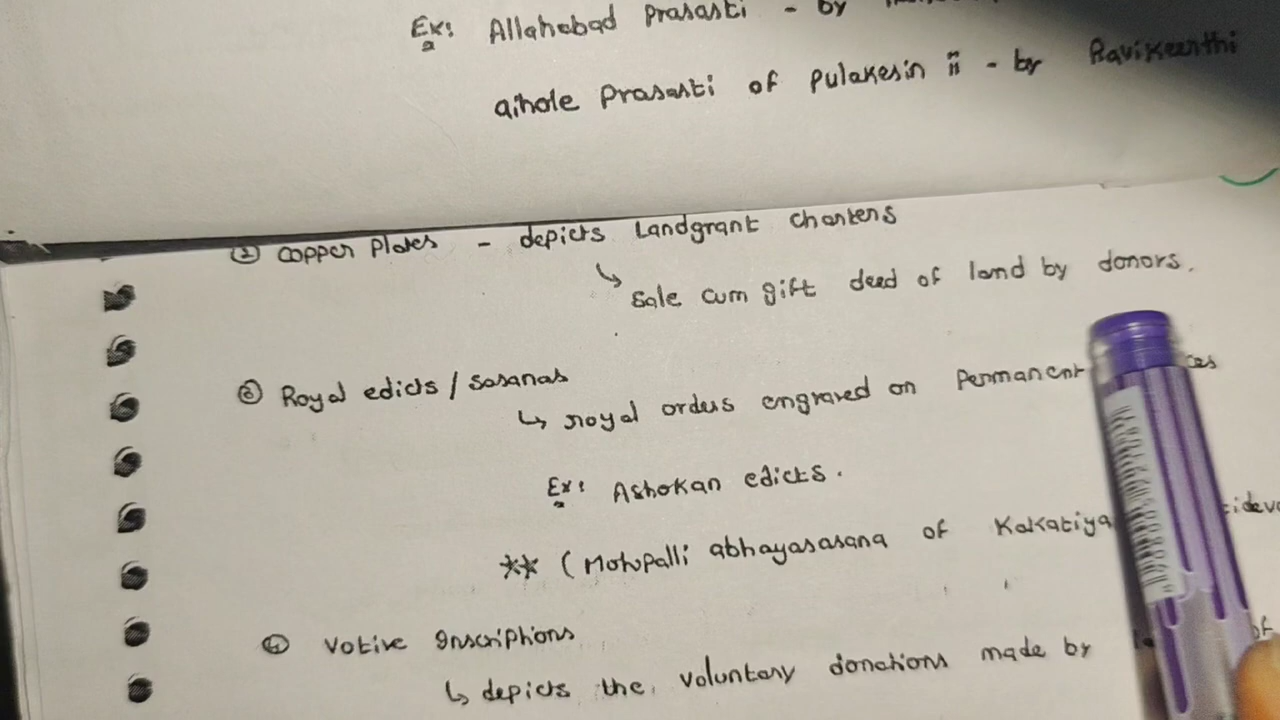 Ex: Allahabad Prasasti - by
aihole Prasasti of Pulakesin ii - by Ravikeerthi
② Copper Plates - depicts Landgrant charters
↳ Sale cum gift deed of land by donors.
③ Royal edicts / Sasanas
↳ royal orders engraved on Permanent
Ex: Ashokan edicts.
** (Motupalli abhayasasana of Kakatiya
④ Votive Inscriptions
↳ depicts the voluntary donations made by of